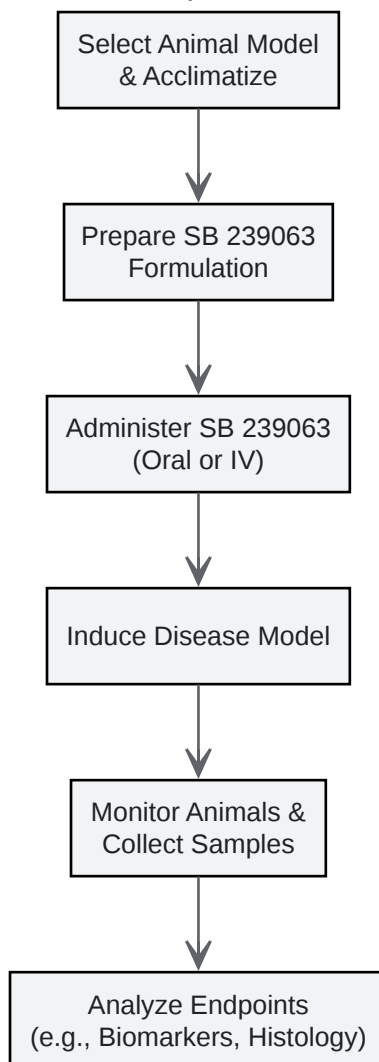 Select Animal Model
& Acclimatize
Prepare SB 239063
Formulation
Administer SB 239063
(Oral or IV)
Induce Disease Model
Monitor Animals &
Collect Samples
Analyze Endpoints
(e.g., Biomarkers, Histology)